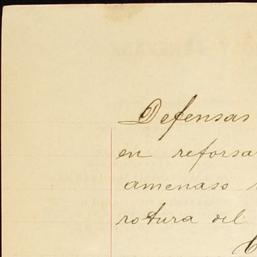 Defensas
en reforsa
amenaso
rotura del